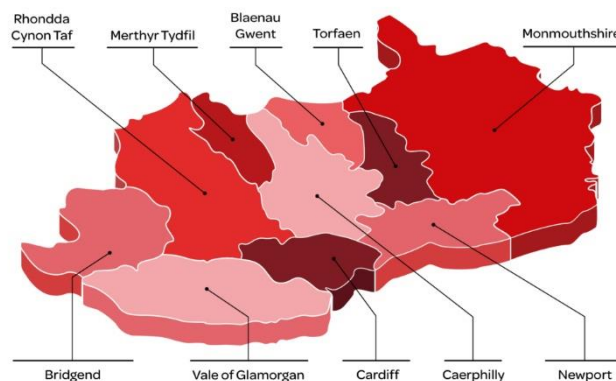 Rhondda
Cynon Taf
Merthyr Tydfil
Blaenau
Gwent
Torfaen
Monmouthshire
Bridgend
Vale of Glamorgan
Cardiff
Caerphilly
Newport